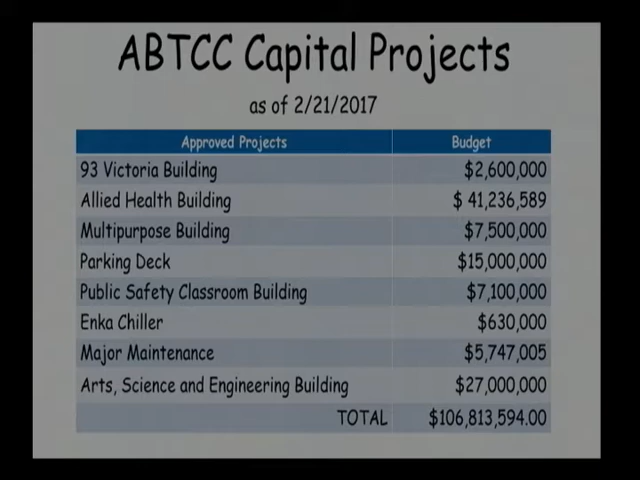 ABTCC Capital Projects
as of 2/21/2017
Approved Projects Budget
93 Victoria Building $2,600,000
Allied Health Building $ 41,236,589
Multipurpose Building $7,500,000
Parking Deck $15,000,000
Public Safety Classroom Building $7,100,000
Enka Chiller $630,000
Major Maintenance $5,747,005
Arts, Science and Engineering Building $27,000,000
TOTAL $106,813,594.00